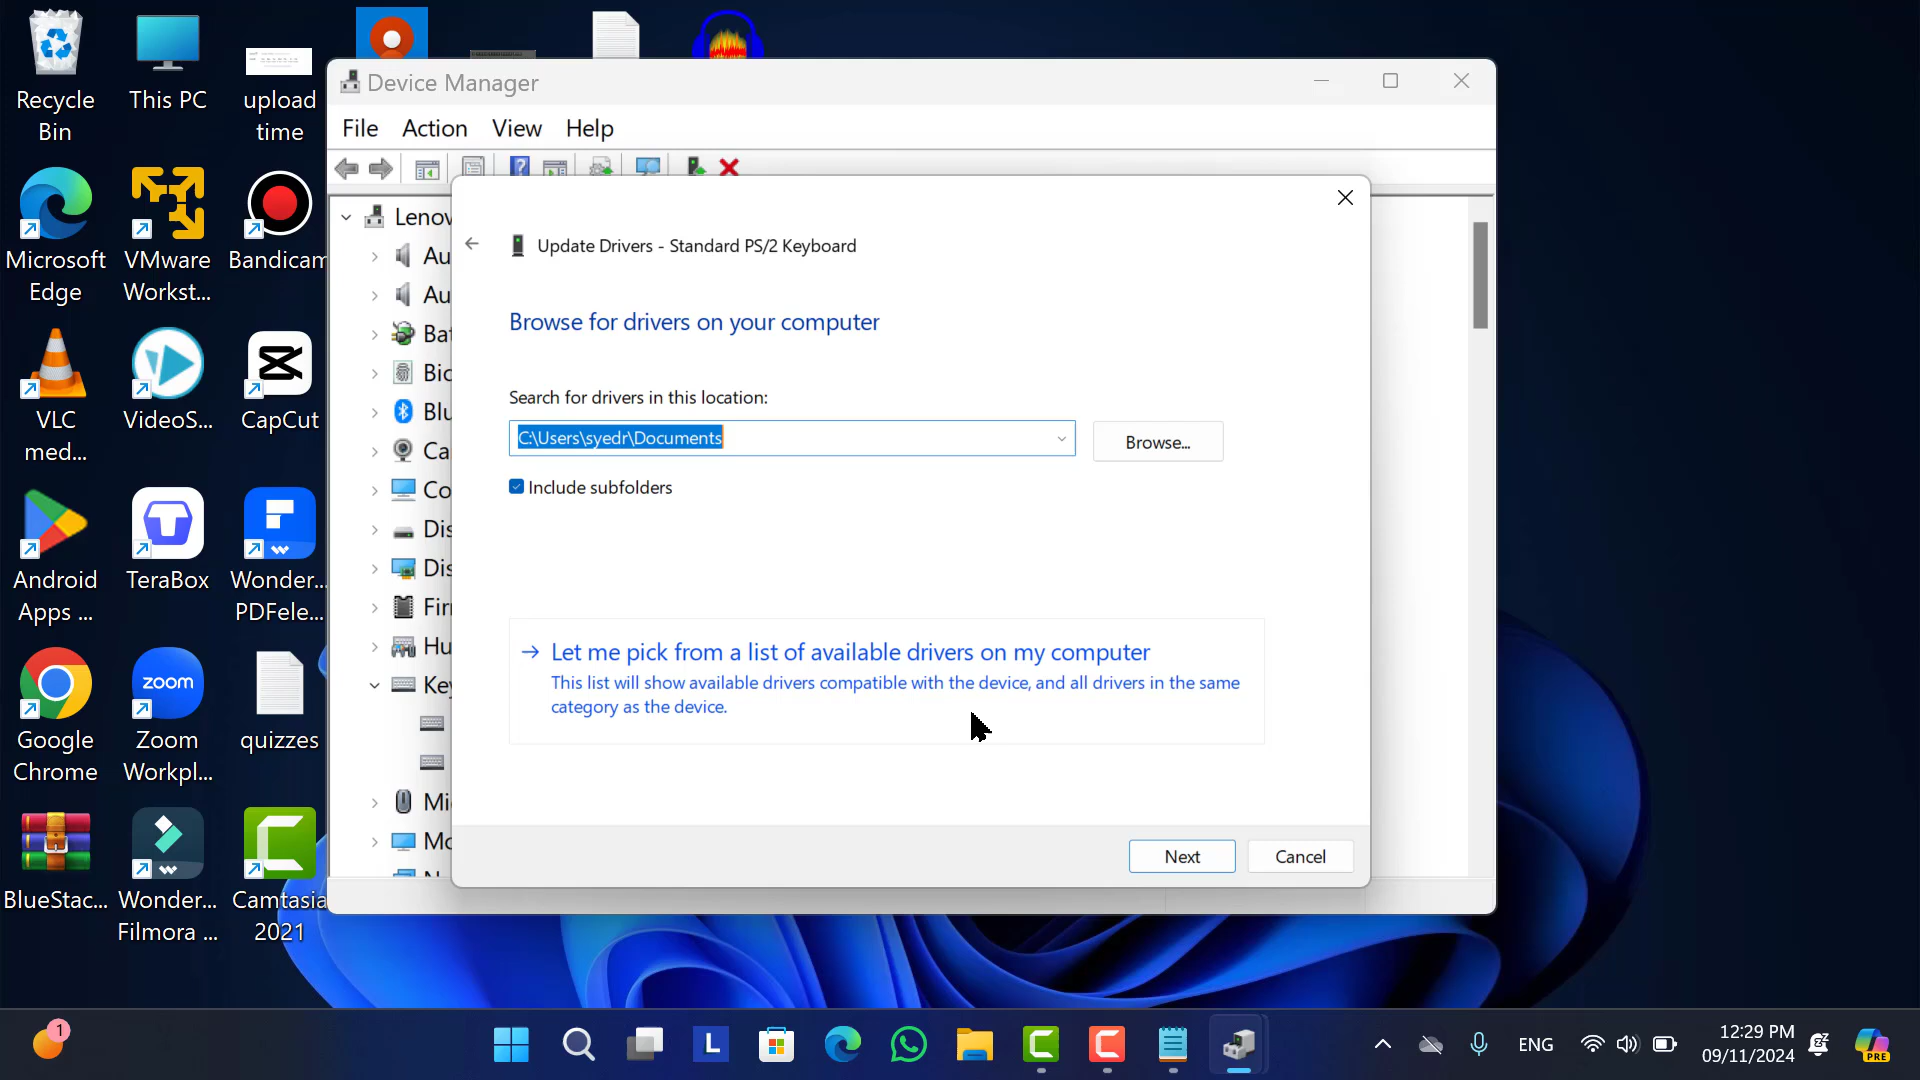 Recycle
Bin
This PC
upload
time
Microsoft
Edge
VMware
Workst...
Bandicam
VLC
med...
VideoS...
CapCut
Android
Apps ...
TeraBox
Wonder...
PDFele...
Google
Chrome
zoom
Zoom
Workpl...
quizzes
BlueStac...
Wonder...
Filmora ...
Camtasia
2021
Device Manager
File Action View Help
Lenov
Au
Au
Bat
Bio
Blu
Ca
Co
Dis
Dis
Fir
Hu
Key
Mi
Mo
Update Drivers - Standard PS/2 Keyboard
Browse for drivers on your computer
Search for drivers in this location:
C:\Users\syedr\Documents
Browse...
Include subfolders
Let me pick from a list of available drivers on my computer
This list will show available drivers compatible with the device, and all drivers in the same
category as the device.
Next
Cancel
1
L
ENG
12:29 PM
09/11/2024
PRE